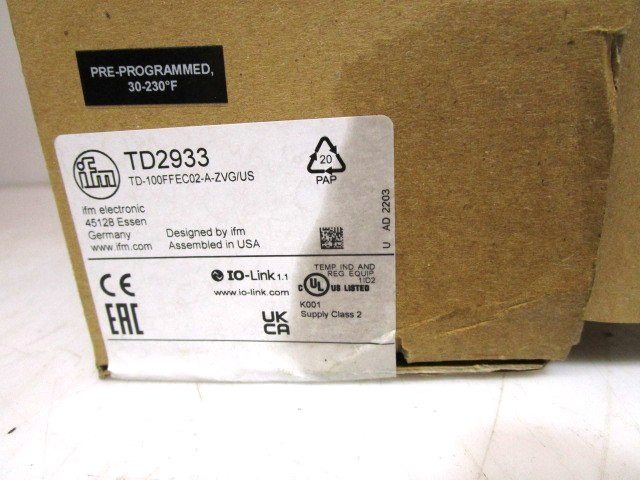 PRE-PROGRAMMED,
30-230°F
ifm
TD2933
TD-100FFEC02-A-ZVG/US
20
PAP
ifm electronic
45128 Essen
Germany
www.ifm.com
Designed by ifm
Assembled in USA
U AD 2203
CE
EAC
IO-Link 1.1
www.io-link.com
UK
CA
TEMP IND AND
REG. EQUIP.
11D2
C UL US LISTED
K001
Supply Class 2